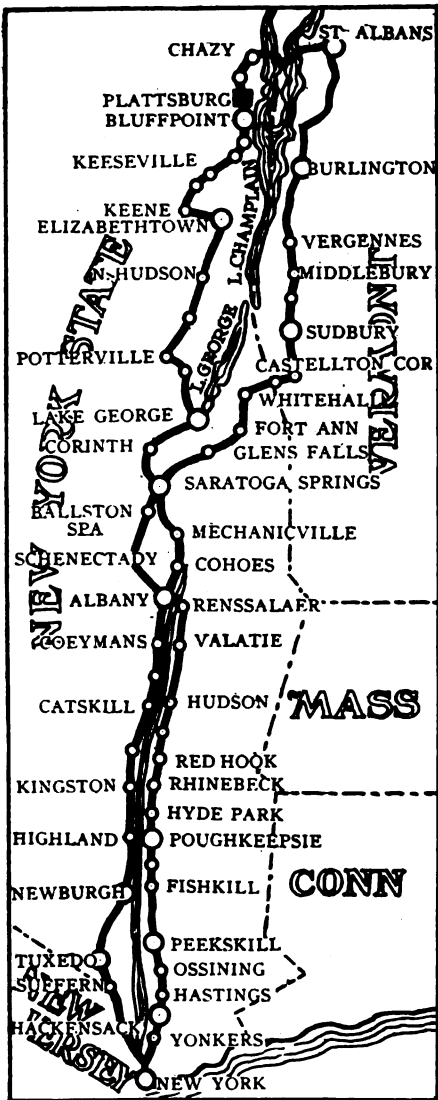 ST ALBANS
CHAZY
PLATTSBURG
BLUFFPOINT
KEESEVILLE
BURLINGTON
L.CHAMPLAIN
KEENE
ELIZABETHTOWN
VERGENNES
N.HUDSON
MIDDLEBURY
VERMONT
NEW YORK STATE
SUDBURY
L.GEORGE
POTTERVILLE
CASTELLTON COR
WHITEHALL
LAKE GEORGE
FORT ANN
CORINTH
GLENS FALLS
SARATOGA SPRINGS
BALLSTON
SPA
MECHANICVILLE
SCHENECTADY
COHOES
ALBANY
RENSSALAER
COEYMANS
VALATIE
CATSKILL
HUDSON
MASS
RED HOOK
KINGSTON
RHINEBECK
HYDE PARK
HIGHLAND
POUGHKEEPSIE
FISHKILL
CONN
NEWBURGH
PEEKSKILL
TUXEDO
OSSINING
SUFFERN
HASTINGS
NEW JERSEY
HACKENSACK
YONKERS
NEW YORK